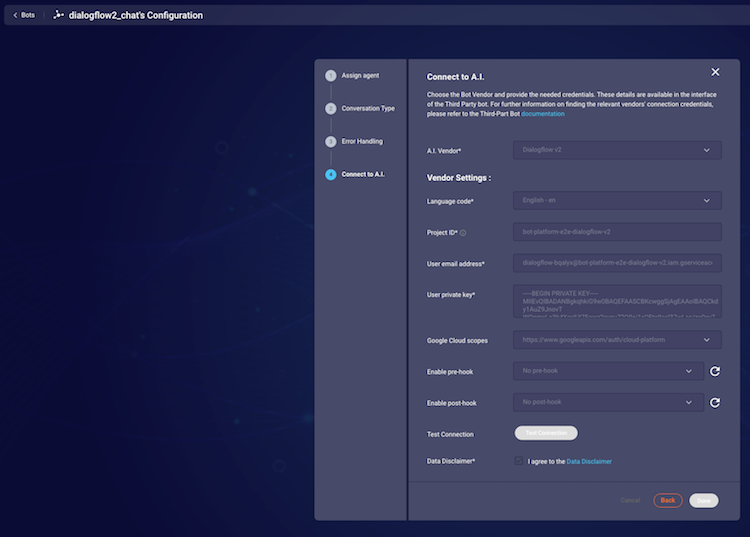 Bots
dialogflow2_chat's Configuration
1 Assign agent
2 Conversation Type
3 Error Handling
4 Connect to A.I.
Connect to A.I.
Choose the Bot Vendor and provide the needed credentials. These details are available in the interface
of the Third Party bot. For further information on finding the relevant vendors' connection credentials,
please refer to the Third-Part Bot documentation
A.I. Vendor*
Dialogflow v2
Vendor Settings :
Language code*
English - en
Project ID*
bot-platform-e2e-dialogflow-v2
User email address*
dialogflow-bqalyx@bot-platform-e2e-dialogflow-v2.iam.gserviceacc
User private key*
-----BEGIN PRIVATE KEY-----
Google Cloud scopes
https://www.googleapis.com/auth/cloud-platform
Enable pre-hook
No pre-hook
Enable post-hook
No post-hook
Test Connection
Test Connection
Data Disclaimer*
I agree to the Data Disclaimer
Cancel
Back
Save